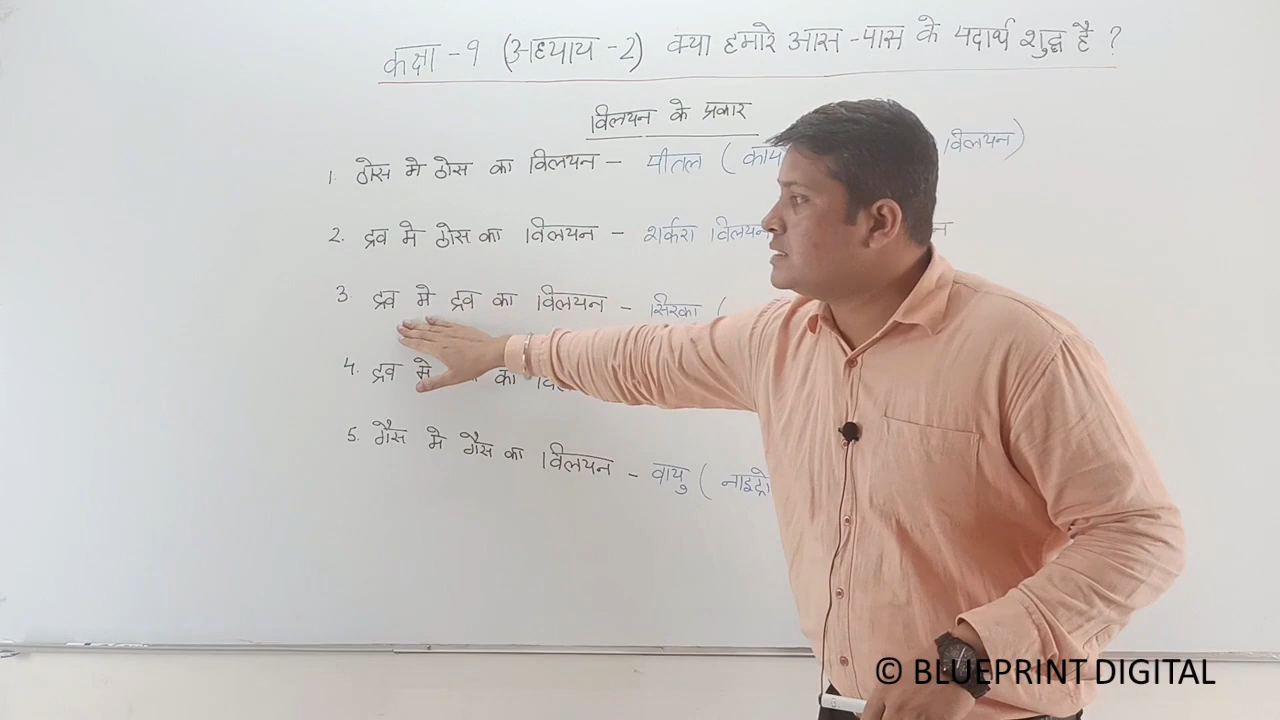 कक्षा - ९ (अध्याय - 2) क्या हमारे आस - पास के पदार्थ शुद्ध है ?
विलयन के प्रकार
1. ठोस मे ठोस का विलयन - पीतल ( विलयन)
2. द्रव मे ठोस का विलयन - शर्करा विलयन
3. द्रव मे द्रव का विलयन - सिरका (
4. द्रव मे का
5. गैस मे गैस का विलयन - वायु (
© BLUEPRINT DIGITAL